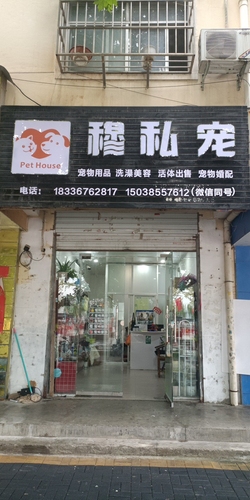 穆私宠
Pet House
宠物用品 洗澡美容 活体出售 宠物婚配
电话： 18336762817 15038557612(微信同号)